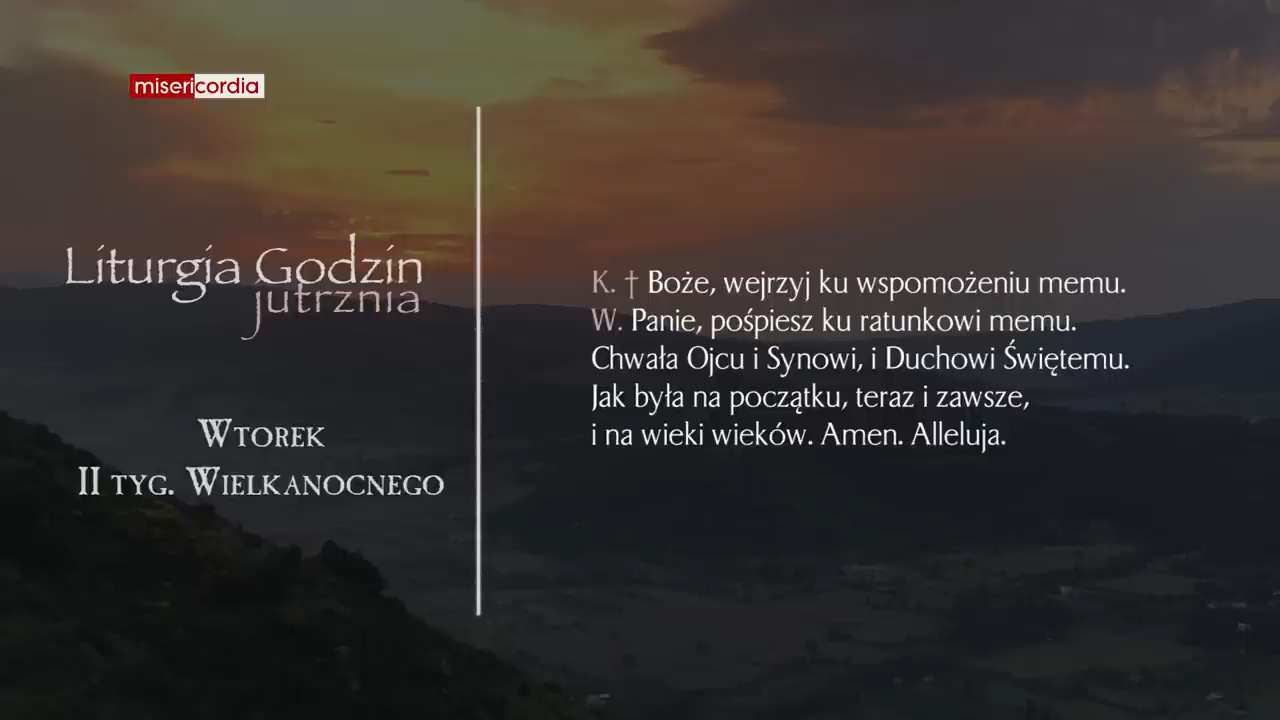 misericordia
Liturgia Godzin
jutrznia
Wtorek
II tyg. Wielkanocnego
K. † Boże, wejrzyj ku wspomożeniu memu.
W. Panie, pośpiesz ku ratunkowi memu.
Chwała Ojcu i Synowi, i Duchowi Świętemu.
Jak była na początku, teraz i zawsze,
i na wieki wieków. Amen. Alleluja.